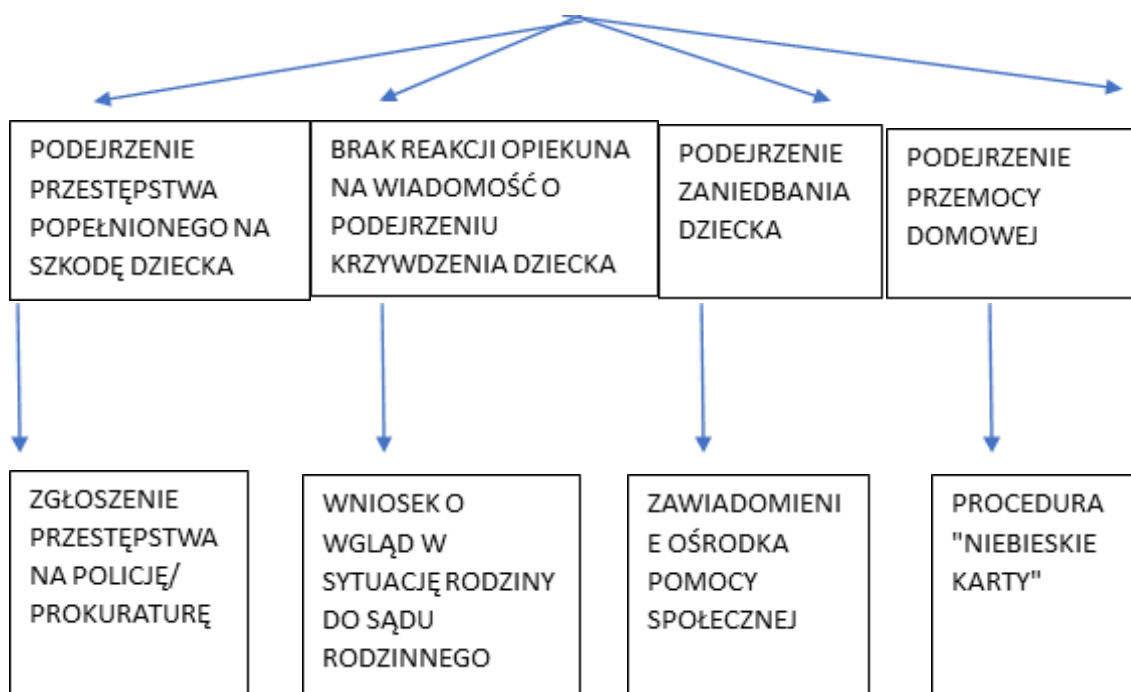 PODEJRZENIE
PRZESTĘPSTWA
POPEŁNIONEGO NA
SZKODĘ DZIECKA
BRAK REAKCJI OPIEKUNA
NA WIADOMOŚĆ O
PODEJRZENIU
KRZYWDZENIA DZIECKA
PODEJRZENIE
ZANIEDBANIA
DZIECKA
PODEJRZENIE
PRZEMOCY
DOMOWEJ
ZGŁOSZENIE
PRZESTĘPSTWA
NA POLICJĘ/
PROKURATURĘ
WNIOSEK O
WGLĄD W
SYTUACJĘ RODZINY
DO SĄDU
RODZINNEGO
ZAWIADOMIENI
E OŚRODKA
POMOCY
SPOŁECZNEJ
PROCEDURA
"NIEBIESKIE
KARTY"